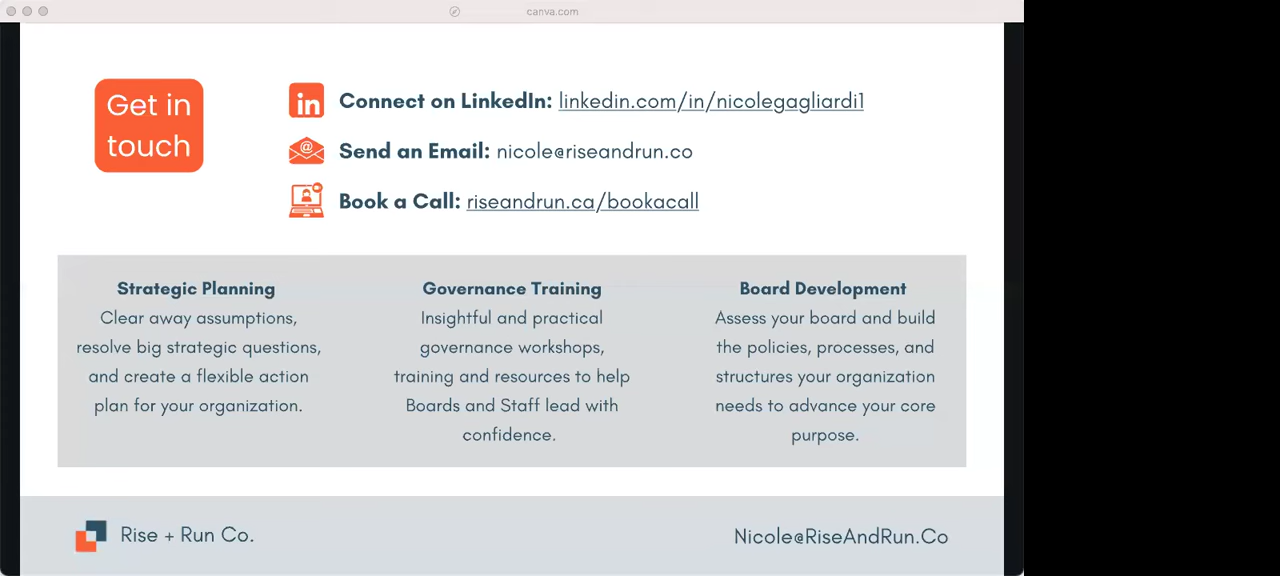 canva.com
Get in
touch
in Connect on LinkedIn: linkedin.com/in/nicolegagliardi1
@ Send an Email: nicole@riseandrun.co
Book a Call: riseandrun.ca/bookacall
Strategic Planning
Clear away assumptions,
resolve big strategic questions,
and create a flexible action
plan for your organization.
Governance Training
Insightful and practical
governance workshops,
training and resources to help
Boards and Staff lead with
confidence.
Board Development
Assess your board and build
the policies, processes, and
structures your organization
needs to advance your core
purpose.
Rise + Run Co.
Nicole@RiseAndRun.Co